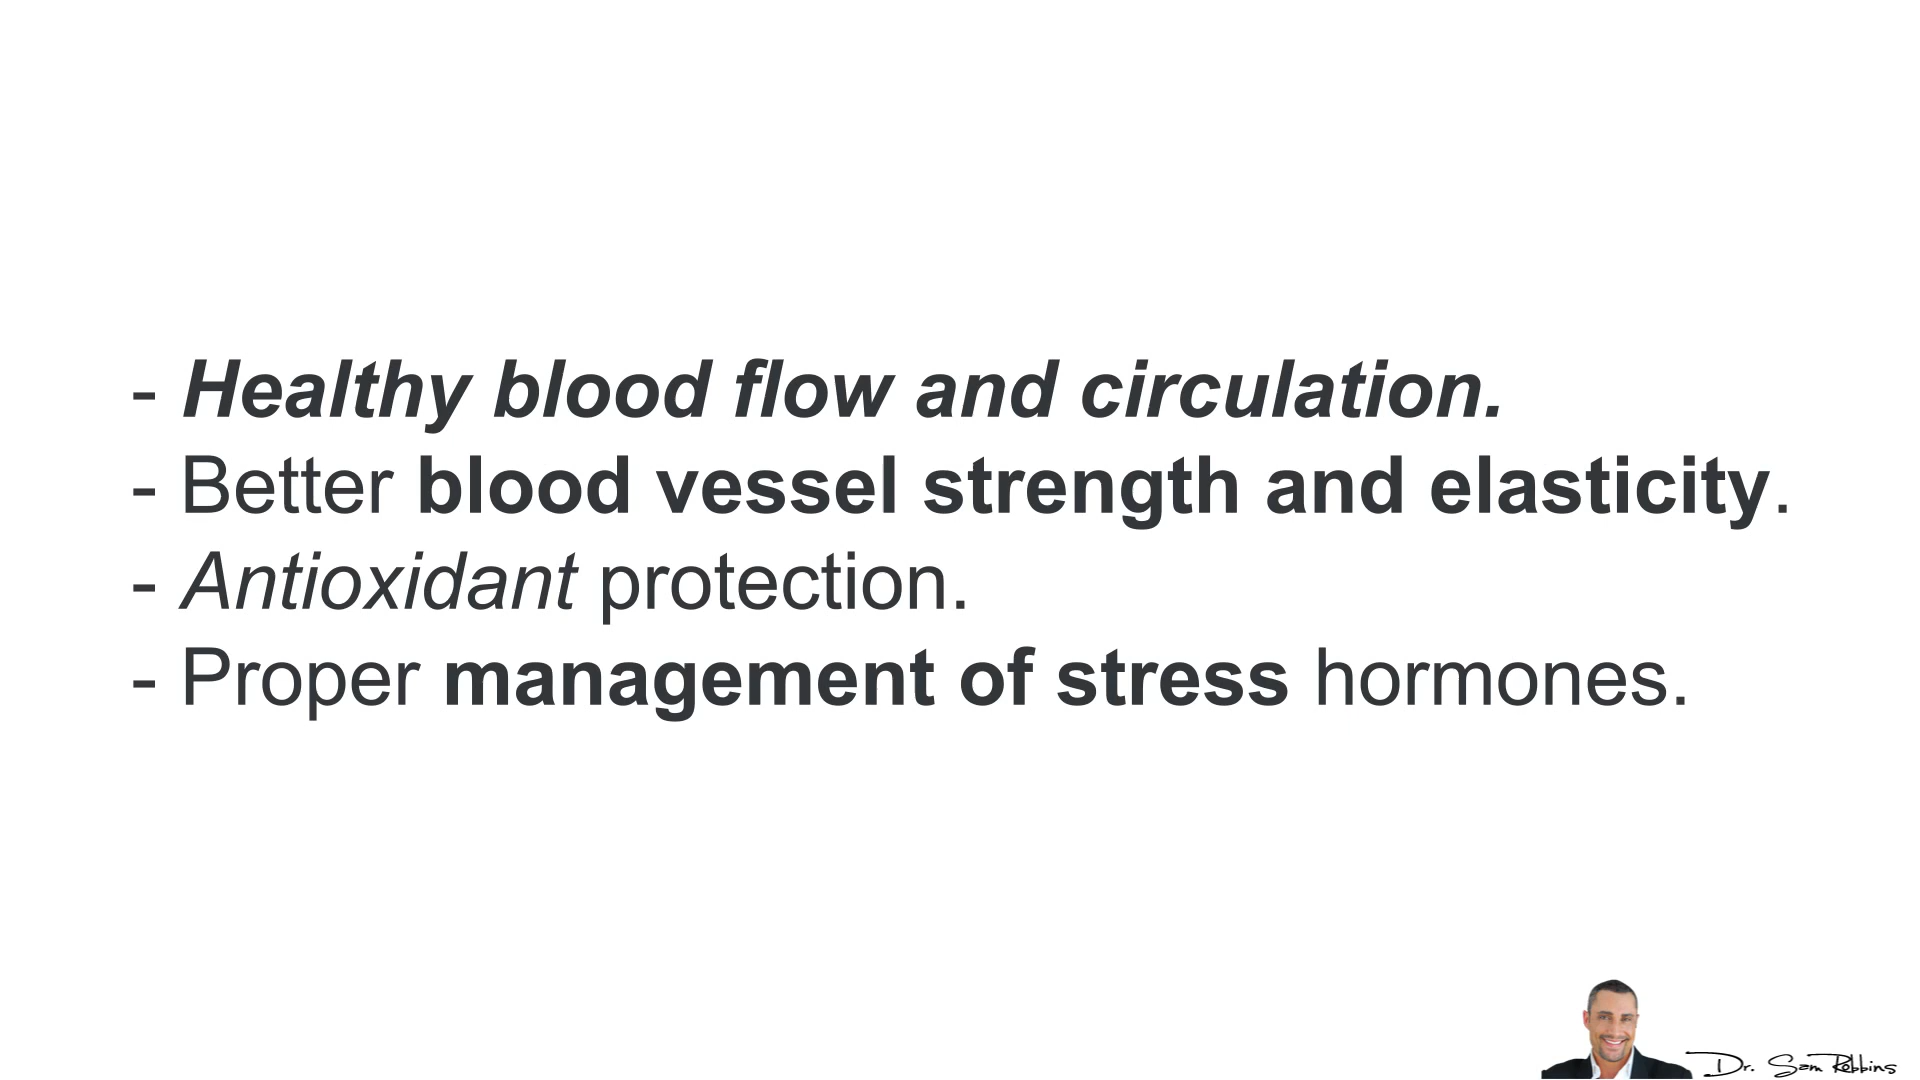 - Healthy blood flow and circulation.
- Better blood vessel strength and elasticity.
- Antioxidant protection.
- Proper management of stress hormones.
Dr. Sam Robbins